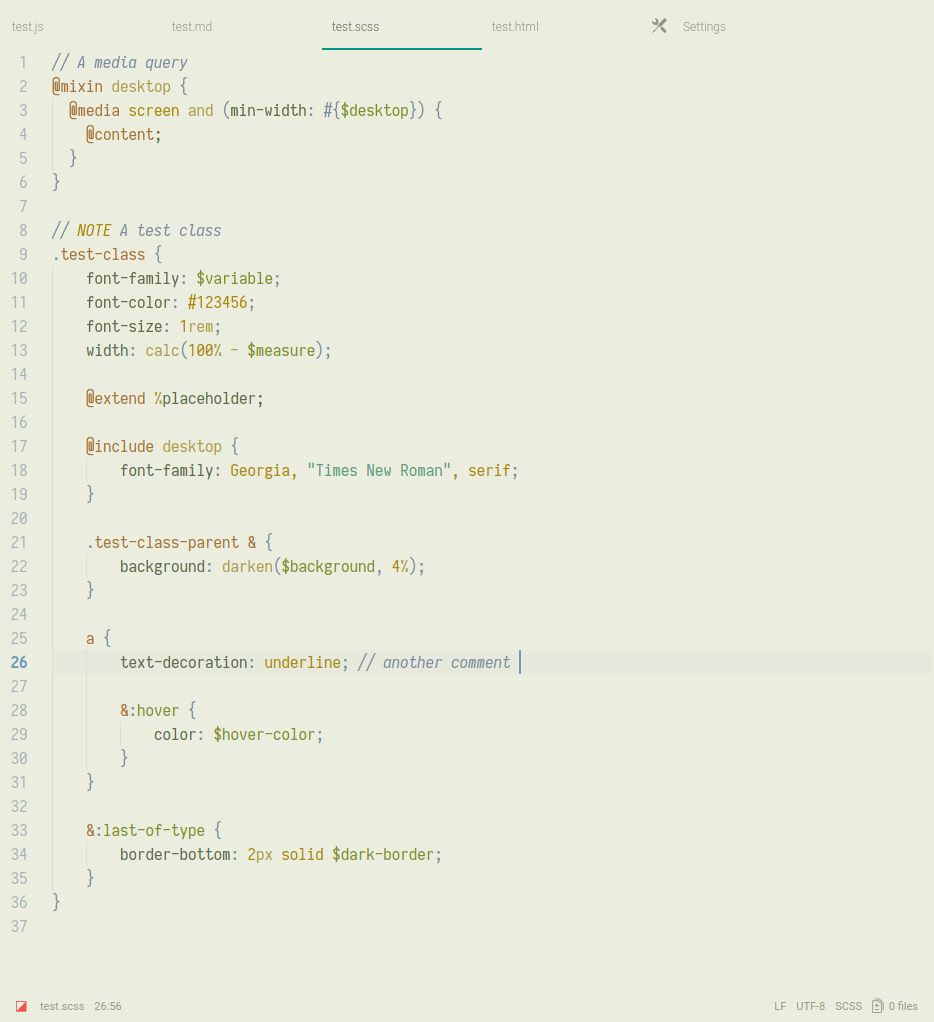 test.js test.md test.scss test.html Settings
1 // A media query
2 @mixin desktop {
3   @media screen and (min-width: #{$desktop}) {
4     @content;
5   }
6 }
7
8 // NOTE A test class
9 .test-class {
10     font-family: $variable;
11     font-color: #123456;
12     font-size: 1rem;
13     width: calc(100% - $measure);
14
15     @extend %placeholder;
16
17     @include desktop {
18         font-family: Georgia, "Times New Roman", serif;
19     }
20
21     .test-class-parent & {
22         background: darken($background, 4%);
23     }
24
25     a {
26         text-decoration: underline; // another comment
27
28         &:hover {
29             color: $hover-color;
30         }
31     }
32
33     &:last-of-type {
34         border-bottom: 2px solid $dark-border;
35     }
36 }
37
test.scss 26:56 LF UTF-8 SCSS 0 files